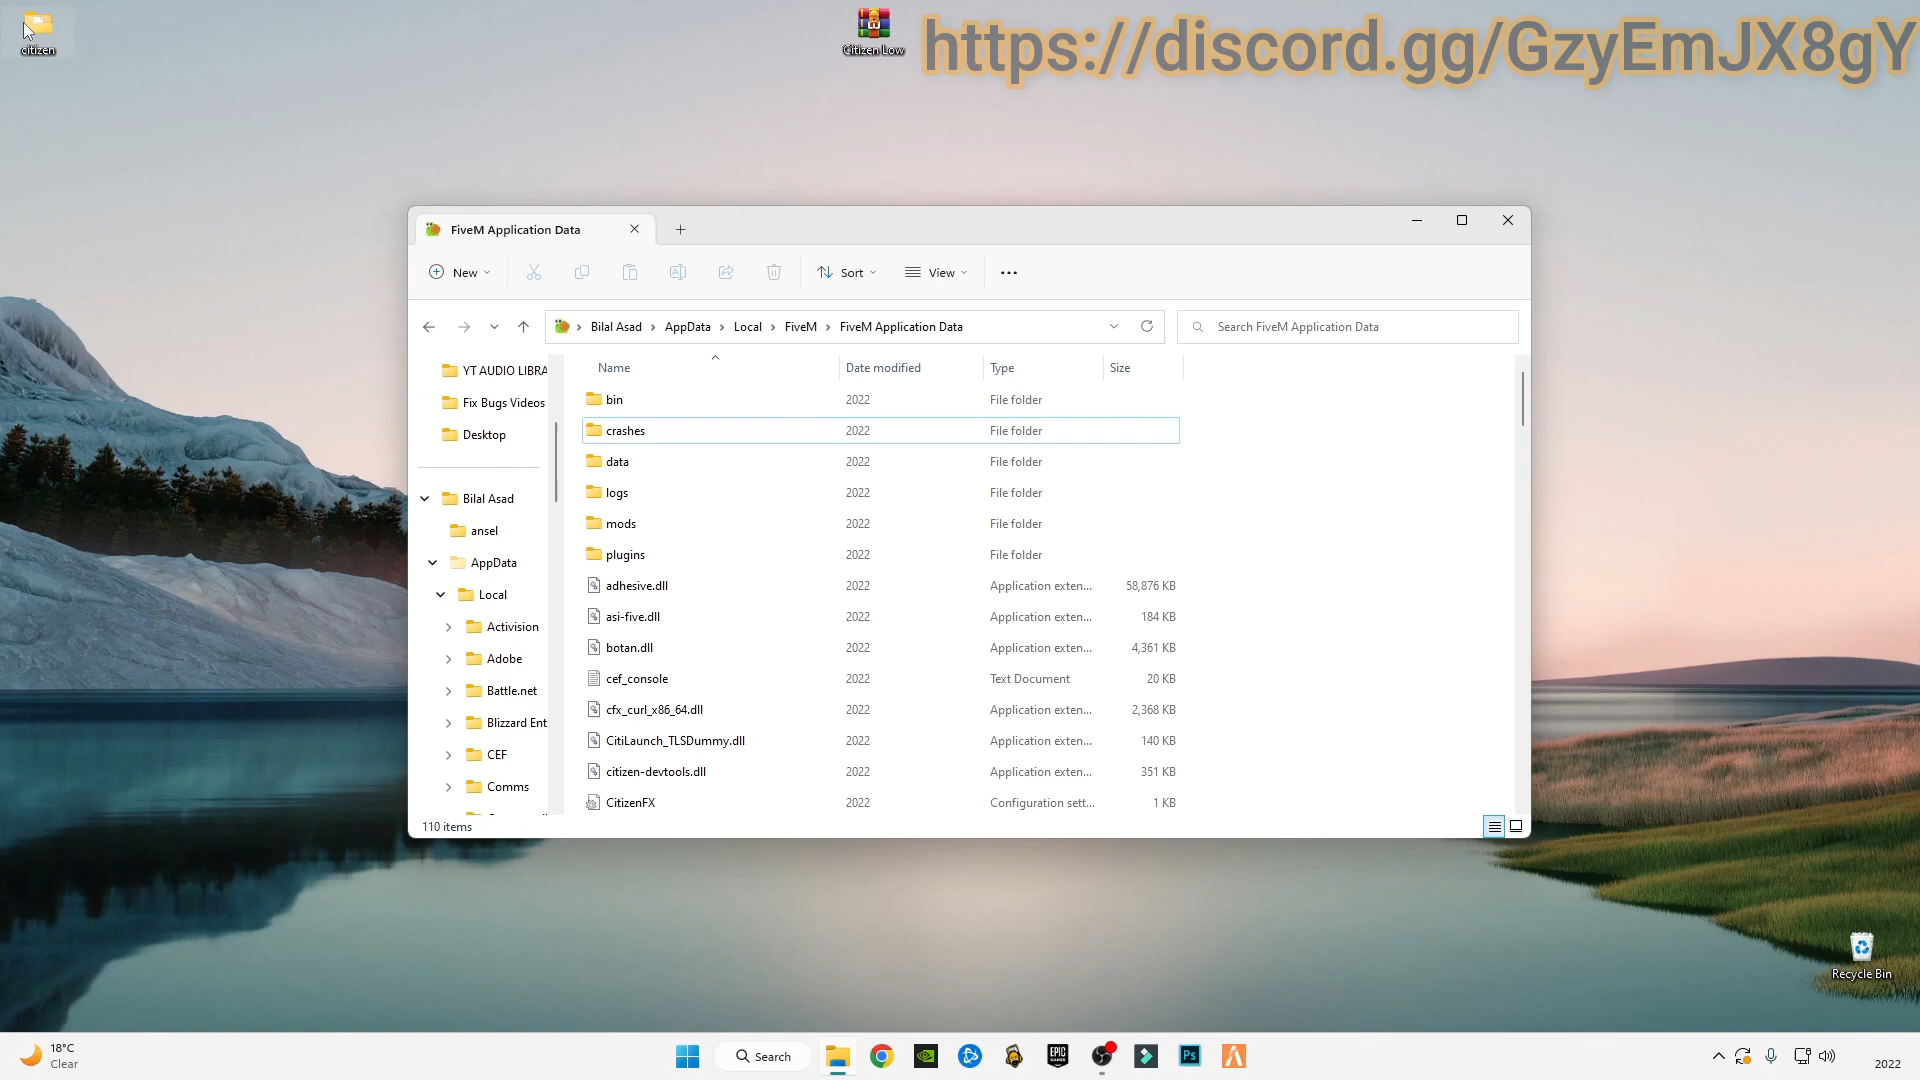 citizen
Citizen Low
https://discord.gg/GzyEmJX8gY
FiveM Application Data
New
Sort
View
Bilal Asad
AppData
Local
FiveM
FiveM Application Data
Search FiveM Application Data
YT AUDIO LIBRA
Fix Bugs Videos
Desktop
Bilal Asad
ansel
AppData
Local
Activision
Adobe
Battle.net
Blizzard Ent
CEF
Comms
Name Date modified Type Size
bin 2022 File folder
crashes 2022 File folder
data 2022 File folder
logs 2022 File folder
mods 2022 File folder
plugins 2022 File folder
adhesive.dll 2022 Application exten... 58,876 KB
asi-five.dll 2022 Application exten... 184 KB
botan.dll 2022 Application exten... 4,361 KB
cef_console 2022 Text Document 20 KB
cfx_curl_x86_64.dll 2022 Application exten... 2,368 KB
CitiLaunch_TLSDummy.dll 2022 Application exten... 140 KB
citizen-devtools.dll 2022 Application exten... 351 KB
CitizenFX 2022 Configuration sett... 1 KB
110 items
Recycle Bin
18°C
Clear
Search
EPIC GAMES
Ps
2022